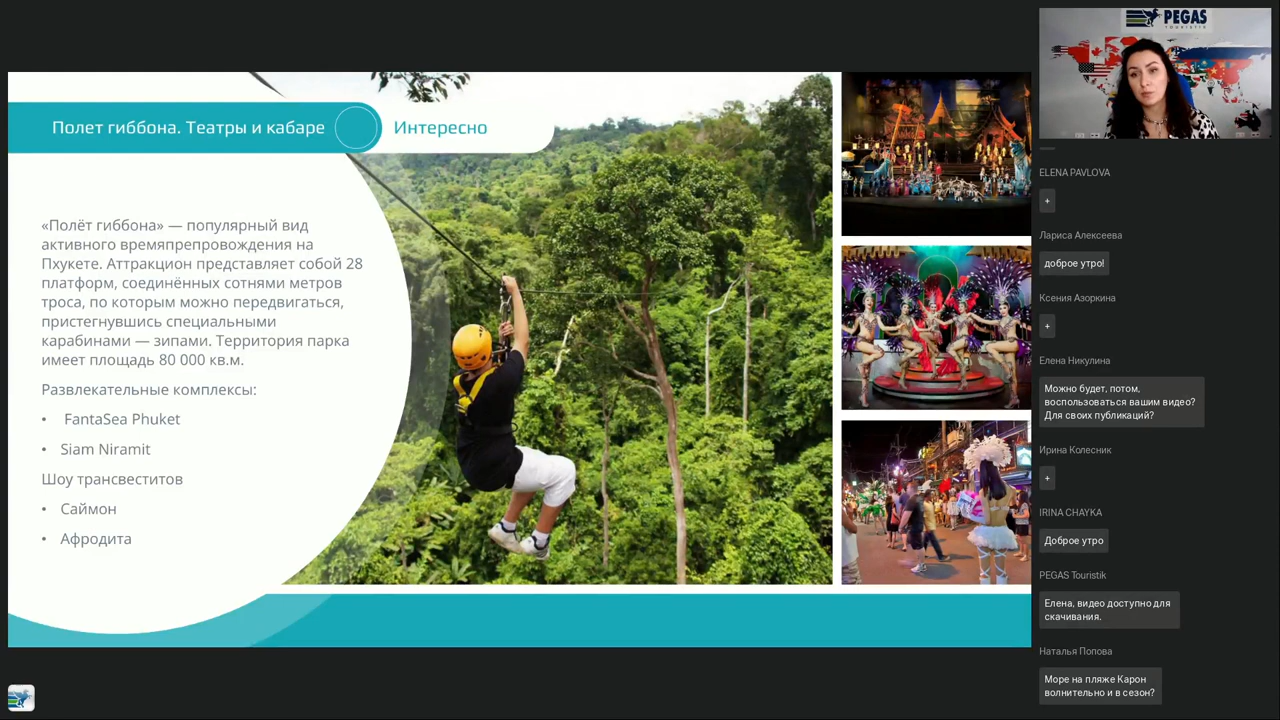 Полет гиббона. Театры и кабаре
Интересно
«Полёт гиббона» — популярный вид
активного времяпрепровождения на
Пхукете. Аттракцион представляет собой 28
платформ, соединённых сотнями метров
троса, по которым можно передвигаться,
пристегнувшись специальными
карабинами — зипами. Территория парка
имеет площадь 80 000 кв.м.
Развлекательные комплексы:
• FantaSea Phuket
• Siam Niramit
Шоу трансвеститов
• Саймон
• Афродита
PEGAS
TOURISTIK
ELENA PAVLOVA
+
Лариса Алексеева
доброе утро!
Ксения Азоркина
+
Елена Никулина
Можно будет, потом,
воспользоваться вашим видео?
Для своих публикаций?
Ирина Колесник
+
IRINA CHAYKA
Доброе утро
PEGAS Touristik
Елена, видео доступно для
скачивания.
Наталья Попова
Море на пляже Карон
волнительно и в сезон?